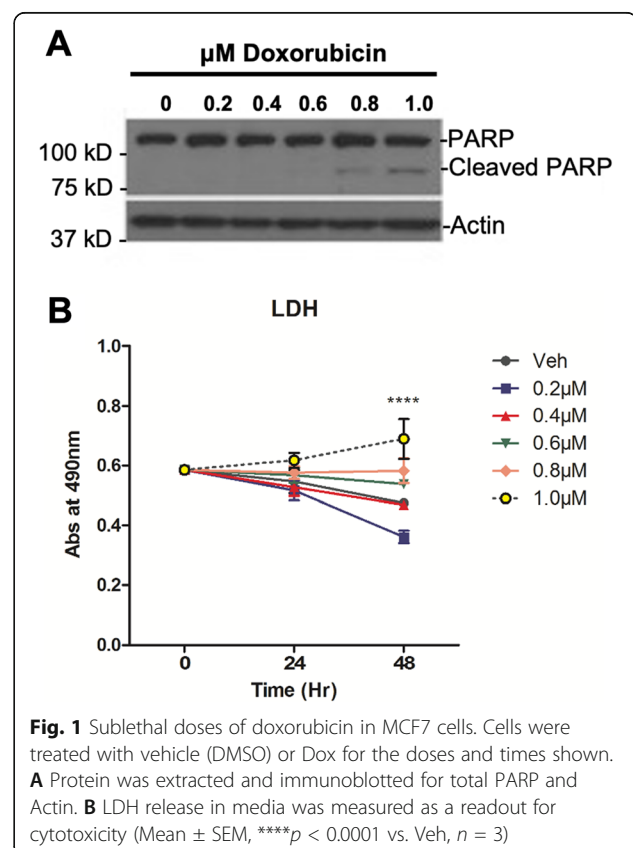 A
µM Doxorubicin
0 0.2 0.4 0.6 0.8 1.0
-PARP
100 kD -
-Cleaved PARP
75 kD -
-Actin
37 kD -
B
LDH
1.0
0.8
0.6
0.4
0.2
0.0
Abs at 490nm
****
0 24 48
Time (Hr)
Veh
0.2µM
0.4µM
0.6µM
0.8µM
1.0µM
Fig. 1 Sublethal doses of doxorubicin in MCF7 cells. Cells were
treated with vehicle (DMSO) or Dox for the doses and times shown.
A Protein was extracted and immunoblotted for total PARP and
Actin. B LDH release in media was measured as a readout for
cytotoxicity (Mean ± SEM, ****p < 0.0001 vs. Veh, n = 3)